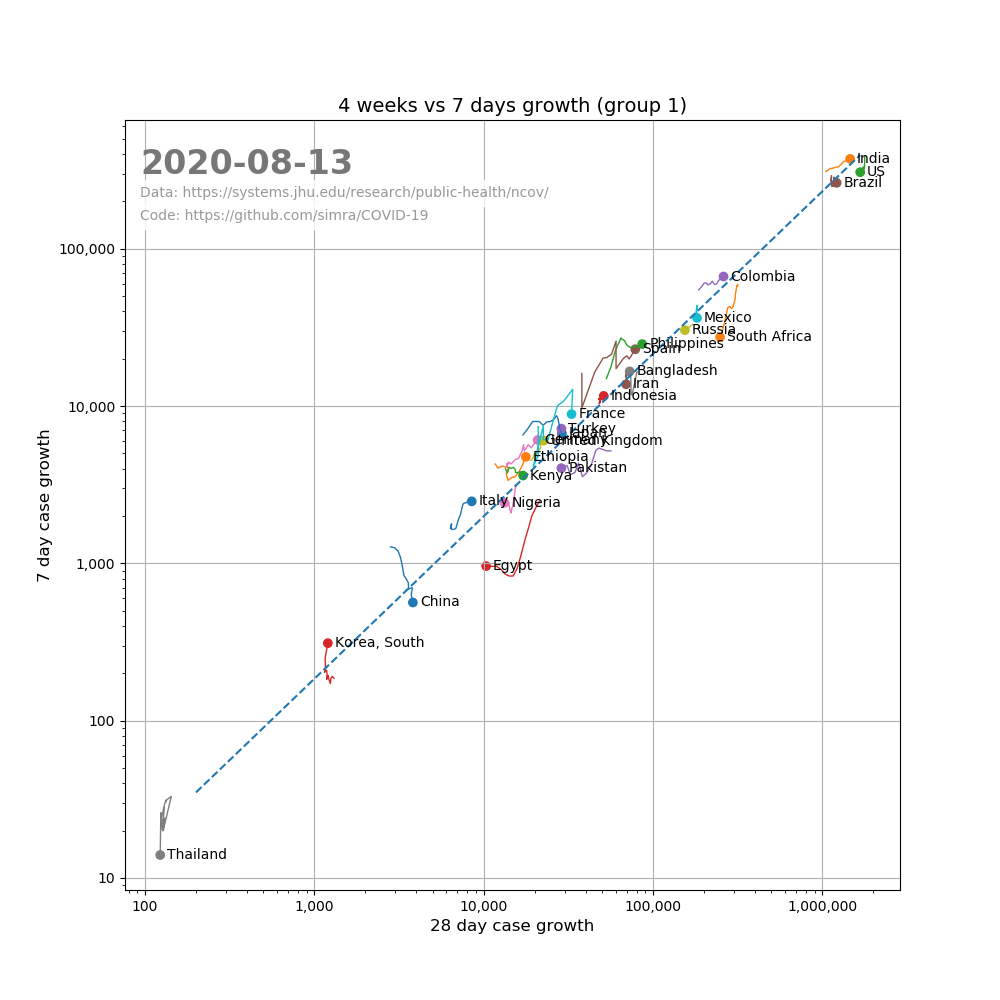 4 weeks vs 7 days growth (group 1)
2020-08-13
Data: https://systems.jhu.edu/research/public-health/ncov/
Code: https://github.com/simra/COVID-19
India
US
Brazil
100,000
Colombia
Mexico
Russia
South Africa
Philippines
Spain
Bangladesh
Iran
Indonesia
10,000
France
Turkey
Japan
Germany
United Kingdom
Ethiopia
Pakistan
Kenya
Italy
Nigeria
1,000
Egypt
China
Korea, South
100
Thailand
10
7 day case growth
100
1,000
10,000
100,000
1,000,000
28 day case growth